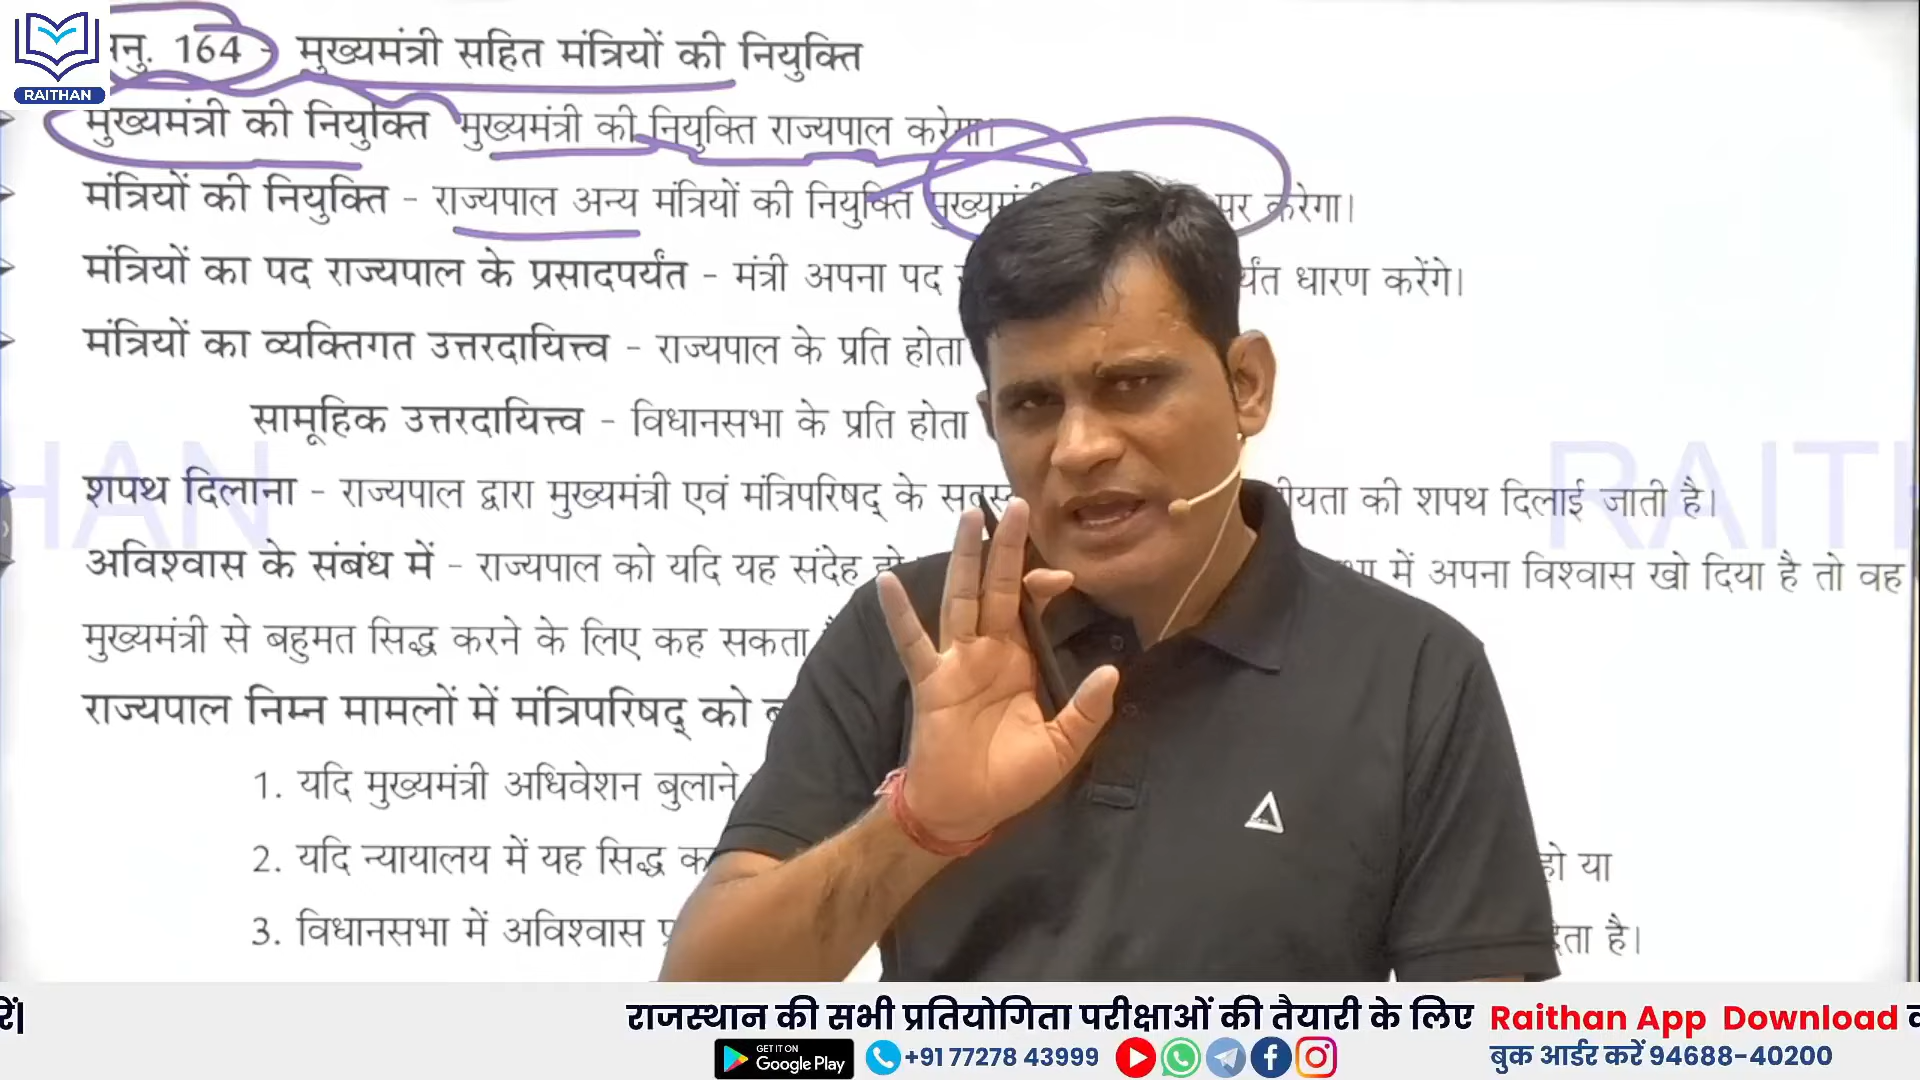 RAITHAN
नु. 164 - मुख्यमंत्री सहित मंत्रियों की नियुक्ति
मुख्यमंत्री की नियुक्ति मुख्यमंत्री की नियुक्ति राज्यपाल करेगा।
मंत्रियों की नियुक्ति - राज्यपाल अन्य मंत्रियों की नियुक्ति पर करेगा।
मंत्रियों का पद राज्यपाल के प्रसादपर्यंत - मंत्री अपना पद धारण करेंगे।
मंत्रियों का व्यक्तिगत उत्तरदायित्त्व - राज्यपाल के प्रति होता
सामूहिक उत्तरदायित्त्व - विधानसभा के प्रति होता
शपथ दिलाना - राज्यपाल द्वारा मुख्यमंत्री एवं मंत्रिपरिषद् के की शपथ दिलाई जाती है।
अविश्वास के संबंध में - राज्यपाल को यदि यह संदेह हो में अपना विश्वास खो दिया है तो वह
मुख्यमंत्री से बहुमत सिद्ध करने के लिए कह सकता
राज्यपाल निम्न मामलों में मंत्रिपरिषद् को
1. यदि मुख्यमंत्री अधिवेशन बुलाने
2. यदि न्यायालय में यह सिद्ध हो या
3. विधानसभा में अविश्वास है।
राजस्थान की सभी प्रतियोगिता परीक्षाओं की तैयारी के लिए Raithan App Download
GET IT ON Google Play +91 77278 43999 बुक आर्डर करें 94688-40200